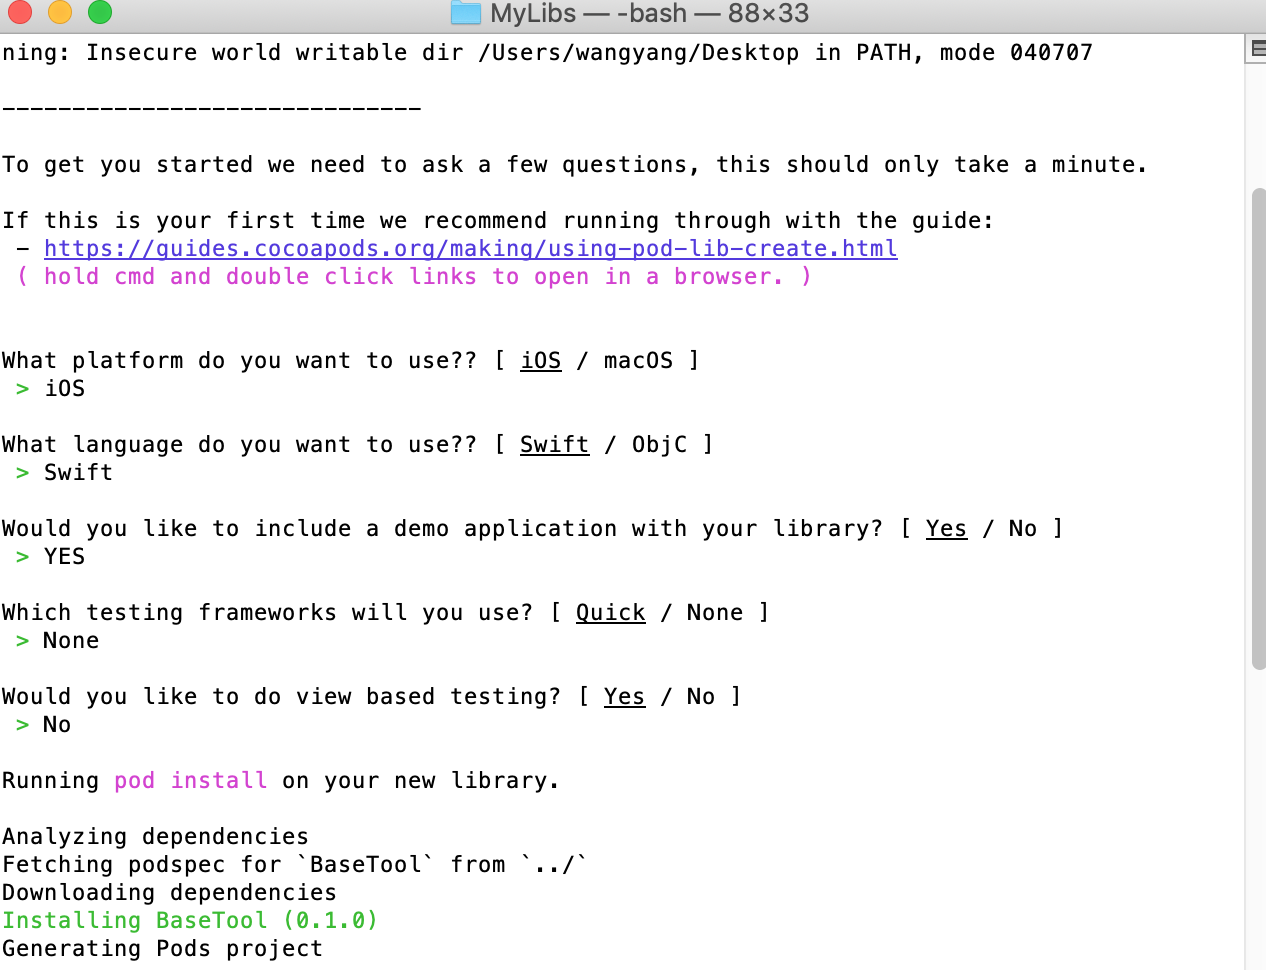 MyLibs — -bash — 88×33
ning: Insecure world writable dir /Users/wangyang/Desktop in PATH, mode 040707
------------------------------
To get you started we need to ask a few questions, this should only take a minute.
If this is your first time we recommend running through with the guide:
- https://guides.cocoapods.org/making/using-pod-lib-create.html
( hold cmd and double click links to open in a browser. )
What platform do you want to use?? [ iOS / macOS ]
> iOS
What language do you want to use?? [ Swift / ObjC ]
> Swift
Would you like to include a demo application with your library? [ Yes / No ]
> YES
Which testing frameworks will you use? [ Quick / None ]
> None
Would you like to do view based testing? [ Yes / No ]
> No
Running pod install on your new library.
Analyzing dependencies
Fetching podspec for `BaseTool` from `../`
Downloading dependencies
Installing BaseTool (0.1.0)
Generating Pods project